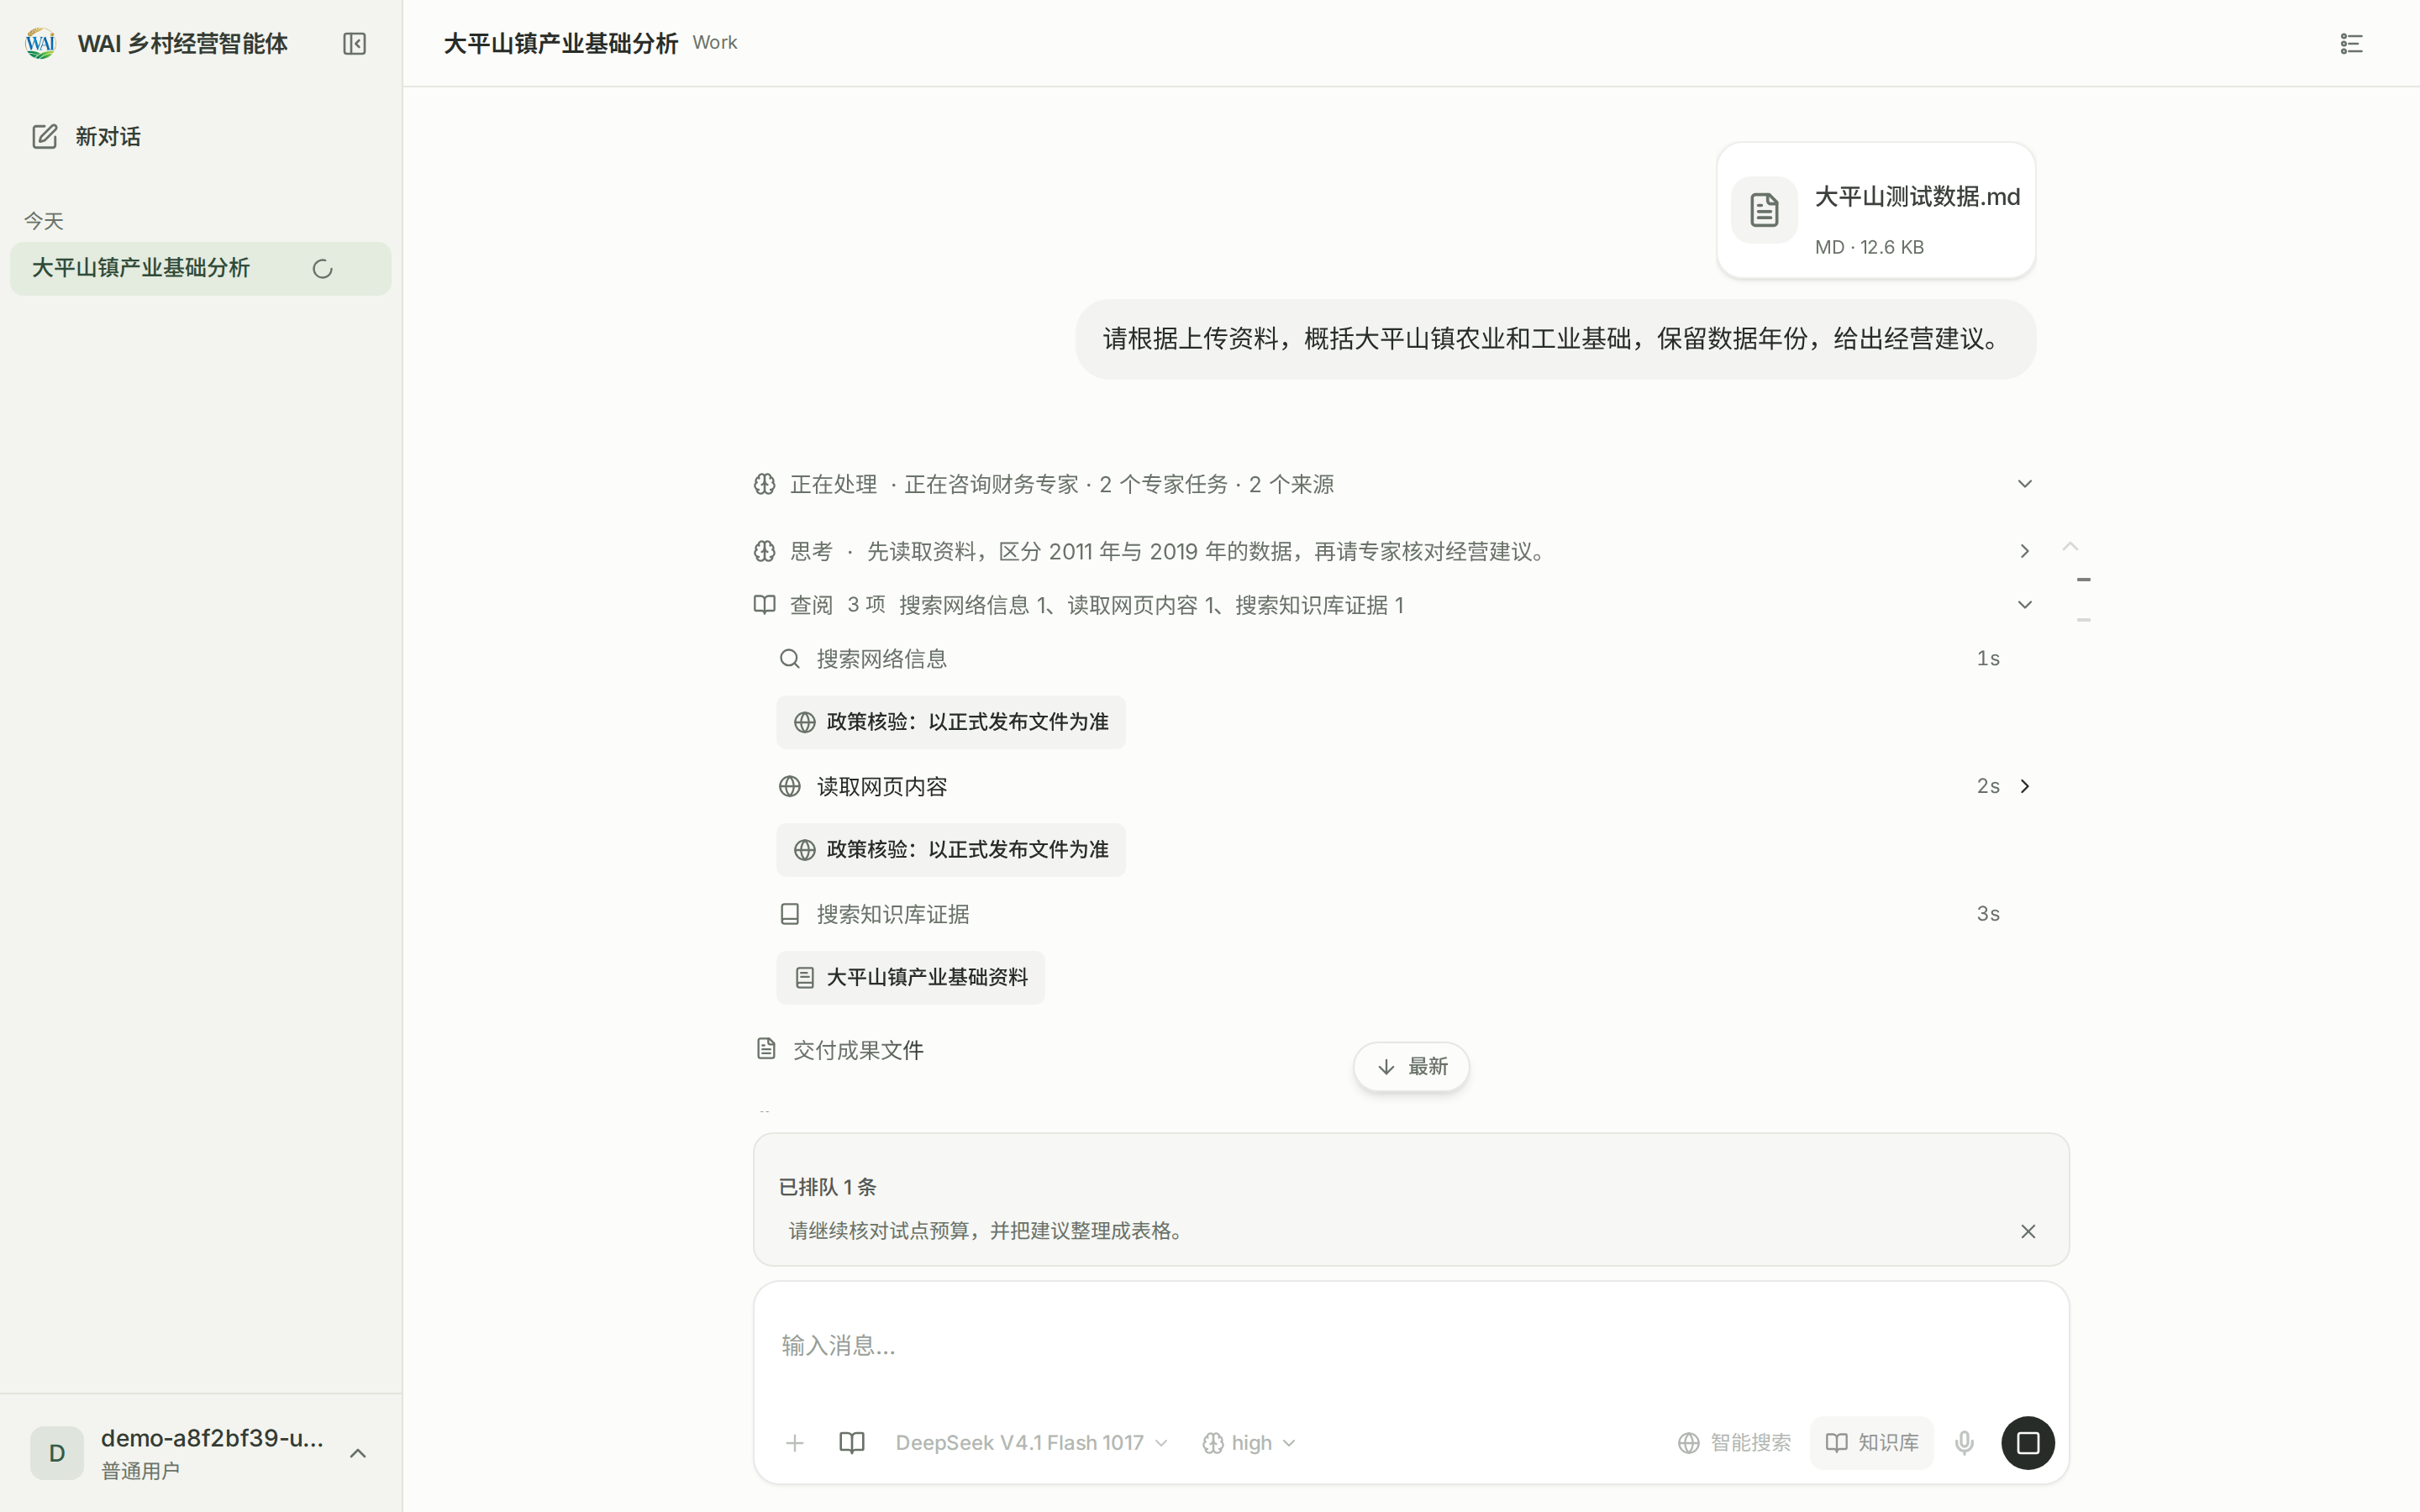 WAI 乡村经营智能体
新对话
今天
大平山镇产业基础分析
大平山镇产业基础分析 Work
大平山测试数据.md
MD · 12.6 KB
请根据上传资料，概括大平山镇农业和工业基础，保留数据年份，给出经营建议。
正在处理 · 正在咨询财务专家 · 2 个专家任务 · 2 个来源
思考 · 先读取资料，区分 2011 年与 2019 年的数据，再请专家核对经营建议。
查阅 3 项 搜索网络信息 1、读取网页内容 1、搜索知识库证据 1
搜索网络信息 1s
政策核验：以正式发布文件为准
读取网页内容 2s
政策核验：以正式发布文件为准
搜索知识库证据 3s
大平山镇产业基础资料
交付成果文件
最新
已排队 1 条
请继续核对试点预算，并把建议整理成表格。
输入消息...
DeepSeek V4.1 Flash 1017 high 智能搜索 知识库
D
demo-a8f2bf39-u...
普通用户